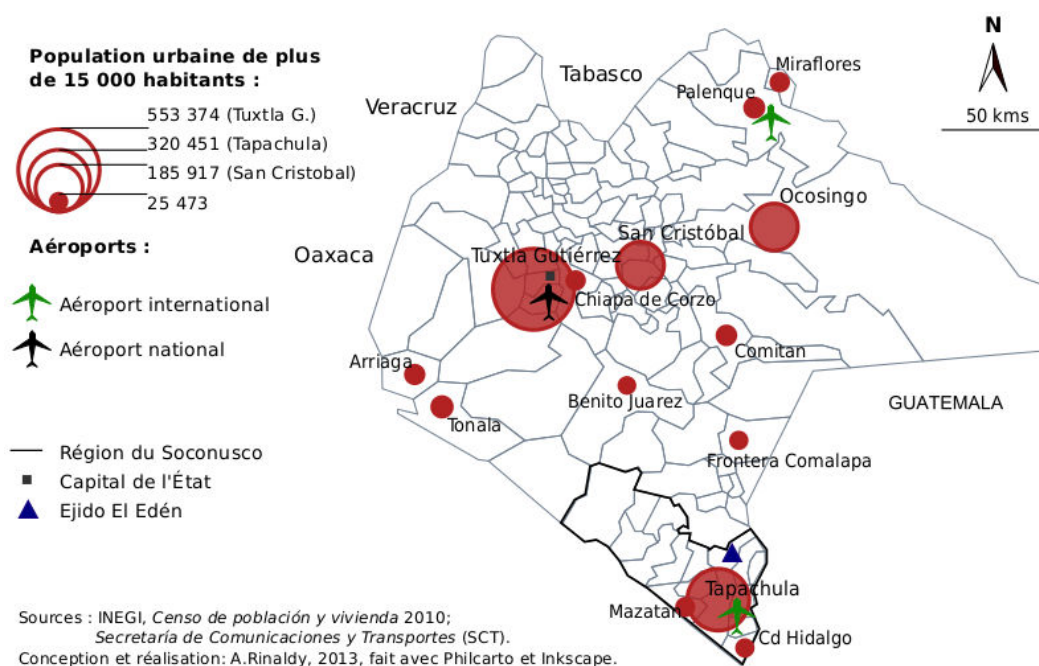 Population urbaine de plus
de 15 000 habitants :
553 374 (Tuxtla G.)
320 451 (Tapachula)
185 917 (San Cristobal)
25 473
Aéroports :
Aéroport international
Aéroport national
Région du Soconusco
Capital de l'État
Ejido El Edén
Sources : INEGI, Censo de población y vivienda 2010;
Secretaría de Comunicaciones y Transportes (SCT).
Conception et réalisation: A.Rinaldy, 2013, fait avec Philcarto et Inkscape.
N
50 kms
Tabasco
Veracruz
Oaxaca
GUATEMALA
Miraflores
Palenque
Ocosingo
San Cristóbal
Tuxtla Gutiérrez
Chiapa de Corzo
Comitan
Arriaga
Tonala
Benito Juarez
Frontera Comalapa
Tapachula
Mazatan
Cd Hidalgo